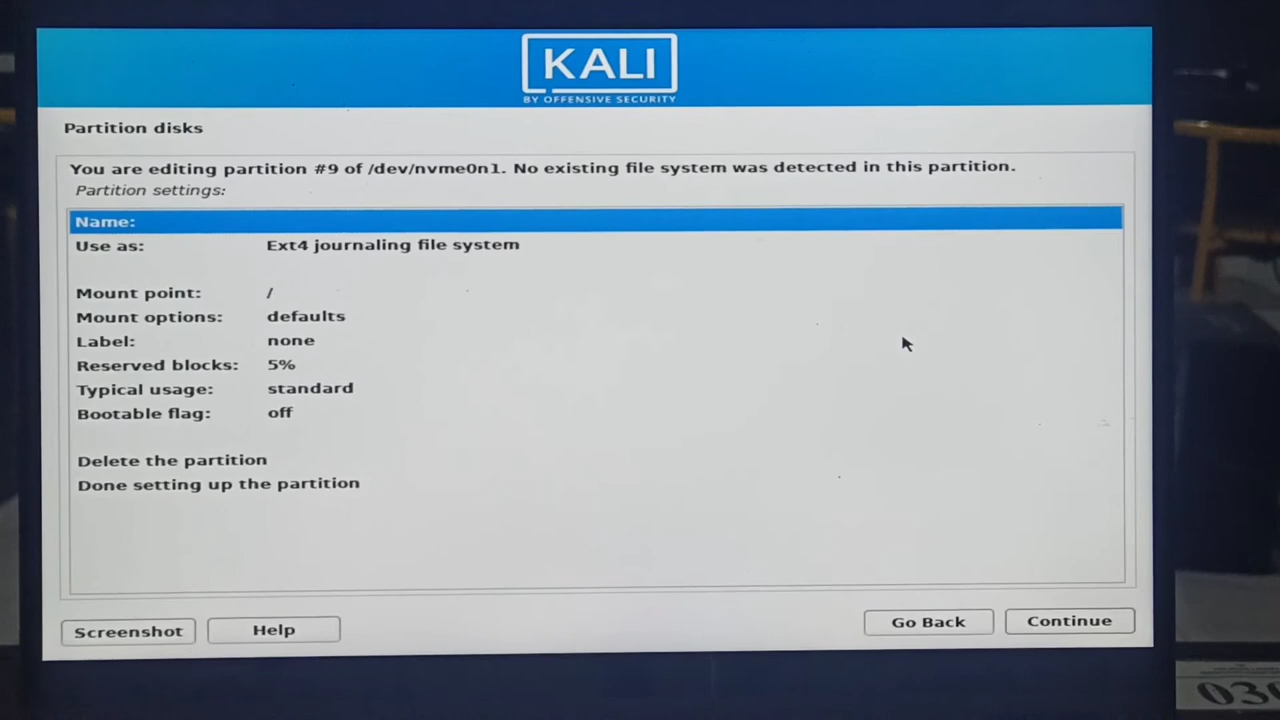 KALI
BY OFFENSIVE SECURITY
Partition disks
You are editing partition #9 of /dev/nvme0n1. No existing file system was detected in this partition.
Partition settings:
Name:
Use as: Ext4 journaling file system
Mount point: /
Mount options: defaults
Label: none
Reserved blocks: 5%
Typical usage: standard
Bootable flag: off
Delete the partition
Done setting up the partition
Screenshot Help Go Back Continue